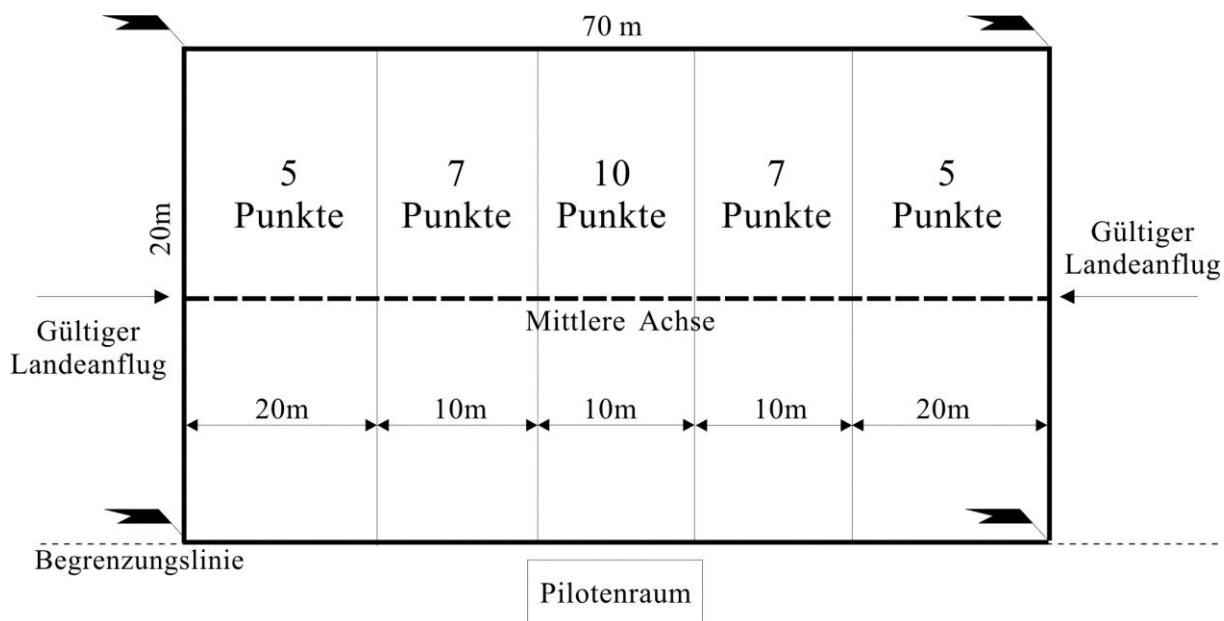 70 m
5
Punkte
7
Punkte
10
Punkte
7
Punkte
5
Punkte
20m
Gültiger
Landeanflug
Gültiger
Landeanflug
Mittlere Achse
20m
10m
10m
10m
20m
Begrenzungslinie
Pilotenraum